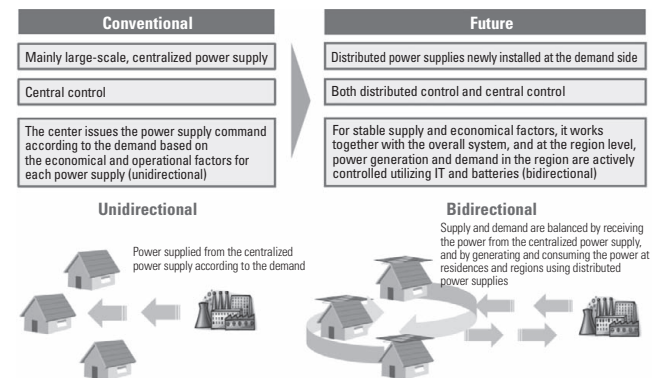 Conventional
Mainly large-scale, centralized power supply
Central control
The center issues the power supply command
according to the demand based on
the economical and operational factors for
each power supply (unidirectional)
Unidirectional
Power supplied from the centralized
power supply according to the demand
Future
Distributed power supplies newly installed at the demand side
Both distributed control and central control
For stable supply and economical factors, it works
together with the overall system, and at the region level,
power generation and demand in the region are actively
controlled utilizing IT and batteries (bidirectional)
Bidirectional
Supply and demand are balanced by receiving
the power from the centralized power supply,
and by generating and consuming the power at
residences and regions using distributed
power supplies